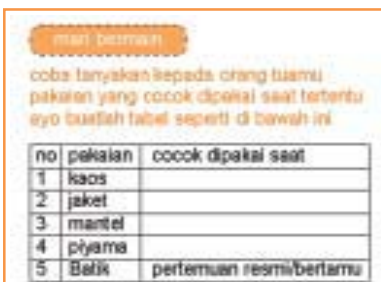 mari bermain
coba tanyakan kepada orang tuamu
pakaian yang cocok dipakai saat tertentu
ayo buatlah tabel seperti di bawah ini
no pakaian cocok dipakai saat
1 kaos
2 jaket
3 mantel
4 piyama
5 Batik pertemuan resmi/bertamu